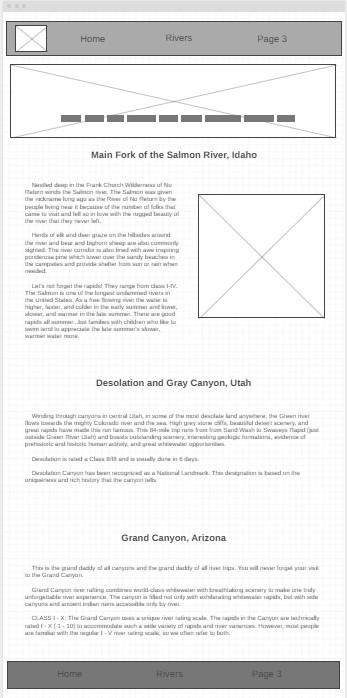 Home Rivers Page 3
Main Fork of the Salmon River, Idaho
Nestled deep in the Frank Church Wilderness of No
Return winds the Salmon river. The Salmon was given
the nickname long ago as the River of No Return by the
people living near it because of the number of folks that
came to visit and fell so in love with the rugged beauty of
the river that they never left.
Herds of elk and deer graze on the hillsides around
the river and bear and bighorn sheep are also commonly
sighted. The river corridor is also lined with awe inspiring
ponderosa pine which tower over the sandy beaches in
the campsites and provide shelter from sun or rain when
needed.
Let's not forget the rapids! They range from class I-IV.
The Salmon is one of the longest undammed rivers in
the United States. As a free flowing river the water is
higher, faster, and colder in the early summer and lower,
slower, and warmer in the late summer. There are good
rapids all summer...but families with children who like to
swim tend to appreciate the late summer's slower,
warmer water more.
Desolation and Gray Canyon, Utah
Winding through canyons in central Utah, in some of the most desolate land anywhere, the Green river
flows towards the mighty Colorado river and the sea. High grey stone cliffs, beautiful desert scenery, and
great rapids have made this run famous. This 84-mile trip runs from from Sand Wash to Swaseys Rapid (just
outside Green River Utah) and boasts outstanding scenery, interesting geologic formations, evidence of
prehistoric and historic human activity, and great whitewater opportunities.
Desolation is rated a Class II/III and is usually done in 6 days.
Desolation Canyon has been recognized as a National Landmark. This designation is based on the
uniqueness and rich history that the canyon tells.
Grand Canyon, Arizona
This is the grand daddy of all canyons and the grand daddy of all river trips. You will never forget your visit
to the Grand Canyon.
Grand Canyon river rafting combines world-class whitewater with breathtaking scenery to make one truly
unforgettable river experience. The canyon is filled not only with exhilarating whitewater rapids, but with side
canyons and ancient indian ruins accessible only by river.
CLASS I - X: The Grand Canyon uses a unique river rating scale. The rapids in the Canyon are technically
rated I - X ( 1 - 10) to accommodate such a wide variety of rapids and river variances. However, most people
are familiar with the regular I - V river rating scale, so we often refer to both.
Home Rivers Page 3